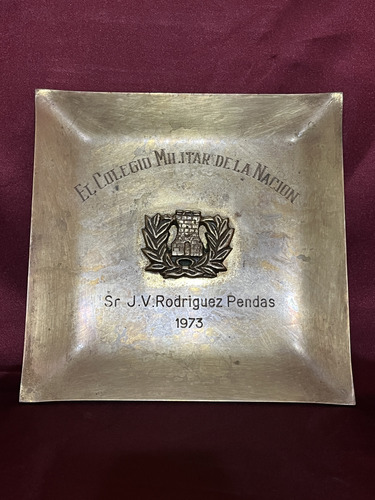 El Colegio Militar de la Nacion
Sr J.V. Rodriguez Pendas
1973